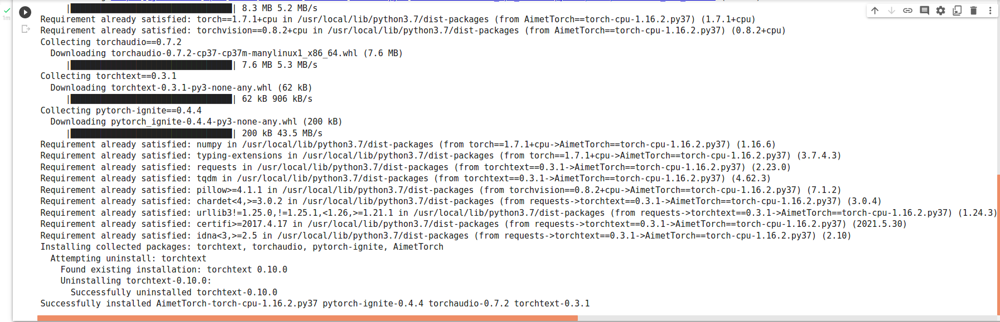 | 8.3 MB 5.2 MB/s
Requirement already satisfied: torch==1.7.1+cpu in /usr/local/lib/python3.7/dist-packages (from AimetTorch==torch-cpu-1.16.2.py37) (1.7.1+cpu)
Requirement already satisfied: torchvision==0.8.2+cpu in /usr/local/lib/python3.7/dist-packages (from AimetTorch==torch-cpu-1.16.2.py37) (0.8.2+cpu)
Collecting torchaudio==0.7.2
Downloading torchaudio-0.7.2-cp37-cp37m-manylinux1_x86_64.whl (7.6 MB)
1m
|████████████████████████████████| 7.6 MB 5.3 MB/s
Collecting torchtext==0.3.1
Downloading torchtext-0.3.1-py3-none-any.whl (62 kB)
|████████████████████████████████| 62 kB 906 kB/s
Collecting pytorch-ignite==0.4.4
Downloading pytorch_ignite-0.4.4-py3-none-any.whl (200 kB)
|████████████████████████████████| 200 kB 43.5 MB/s
Requirement already satisfied: numpy in /usr/local/lib/python3.7/dist-packages (from torch==1.7.1+cpu->AimetTorch==torch-cpu-1.16.2.py37) (1.16.6)
Requirement already satisfied: typing-extensions in /usr/local/lib/python3.7/dist-packages (from torch==1.7.1+cpu->AimetTorch==torch-cpu-1.16.2.py37) (3.7.4.3)
Requirement already satisfied: requests in /usr/local/lib/python3.7/dist-packages (from torchtext==0.3.1->AimetTorch==torch-cpu-1.16.2.py37) (2.23.0)
Requirement already satisfied: tqdm in /usr/local/lib/python3.7/dist-packages (from torchtext==0.3.1->AimetTorch==torch-cpu-1.16.2.py37) (4.62.3)
Requirement already satisfied: pillow>=4.1.1 in /usr/local/lib/python3.7/dist-packages (from torchvision==0.8.2+cpu->AimetTorch==torch-cpu-1.16.2.py37) (7.1.2)
Requirement already satisfied: chardet<4,>=3.0.2 in /usr/local/lib/python3.7/dist-packages (from requests->torchtext==0.3.1->AimetTorch==torch-cpu-1.16.2.py37) (3.0.4)
Requirement already satisfied: urllib3!=1.25.0,!=1.25.1,<1.26,>=1.21.1 in /usr/local/lib/python3.7/dist-packages (from requests->torchtext==0.3.1->AimetTorch==torch-cpu-1.16.2.py37) (1.24.3)
Requirement already satisfied: certifi>=2017.4.17 in /usr/local/lib/python3.7/dist-packages (from requests->torchtext==0.3.1->AimetTorch==torch-cpu-1.16.2.py37) (2021.5.30)
Requirement already satisfied: idna<3,>=2.5 in /usr/local/lib/python3.7/dist-packages (from requests->torchtext==0.3.1->AimetTorch==torch-cpu-1.16.2.py37) (2.10)
Installing collected packages: torchtext, torchaudio, pytorch-ignite, AimetTorch
Attempting uninstall: torchtext
Found existing installation: torchtext 0.10.0
Uninstalling torchtext-0.10.0:
Successfully uninstalled torchtext-0.10.0
Successfully installed AimetTorch-torch-cpu-1.16.2.py37 pytorch-ignite-0.4.4 torchaudio-0.7.2 torchtext-0.3.1